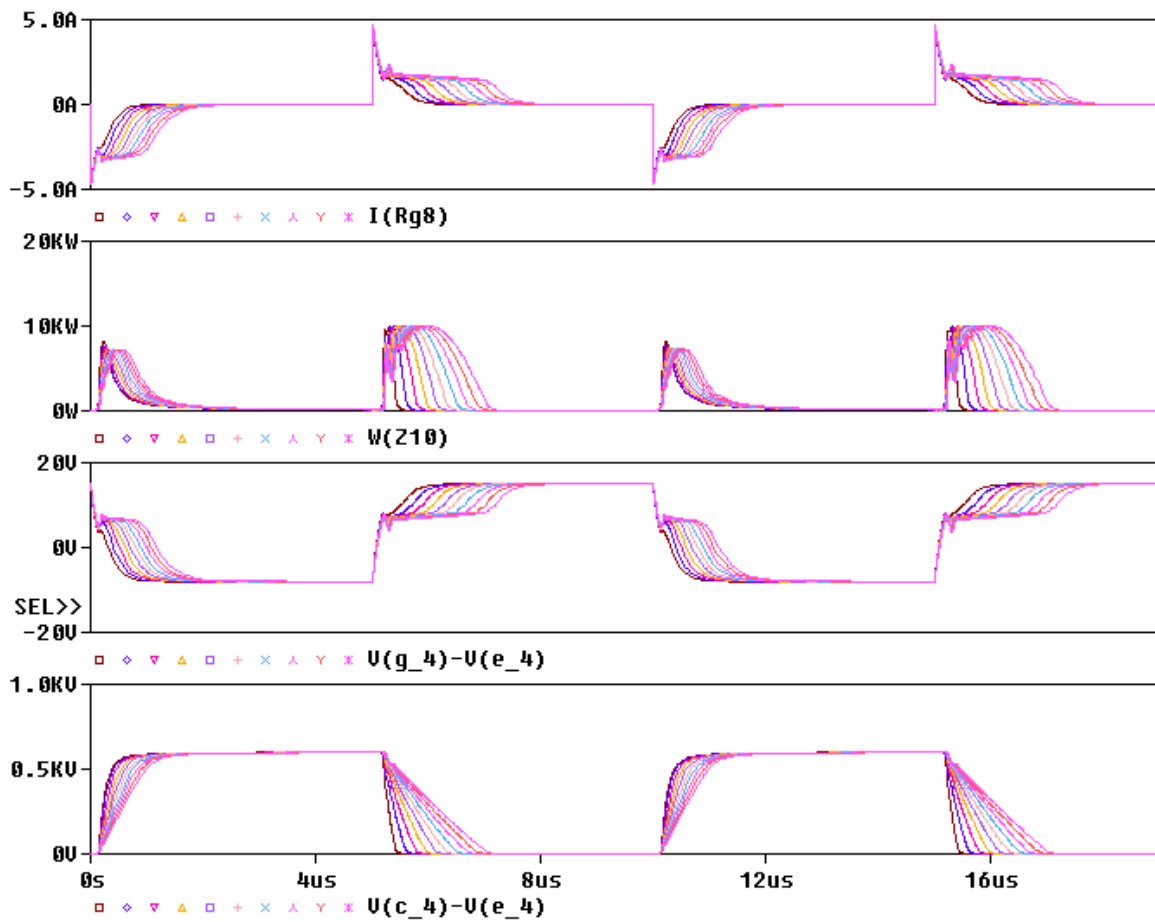 5.0A
0A
-5.0A
I(Rg8)
20KW
10KW
0W
W(Z10)
20V
0V
SEL>>
-20V
V(g_4)-V(e_4)
1.0KV
0.5KV
0V
0s 4us 8us 12us 16us
V(c_4)-V(e_4)